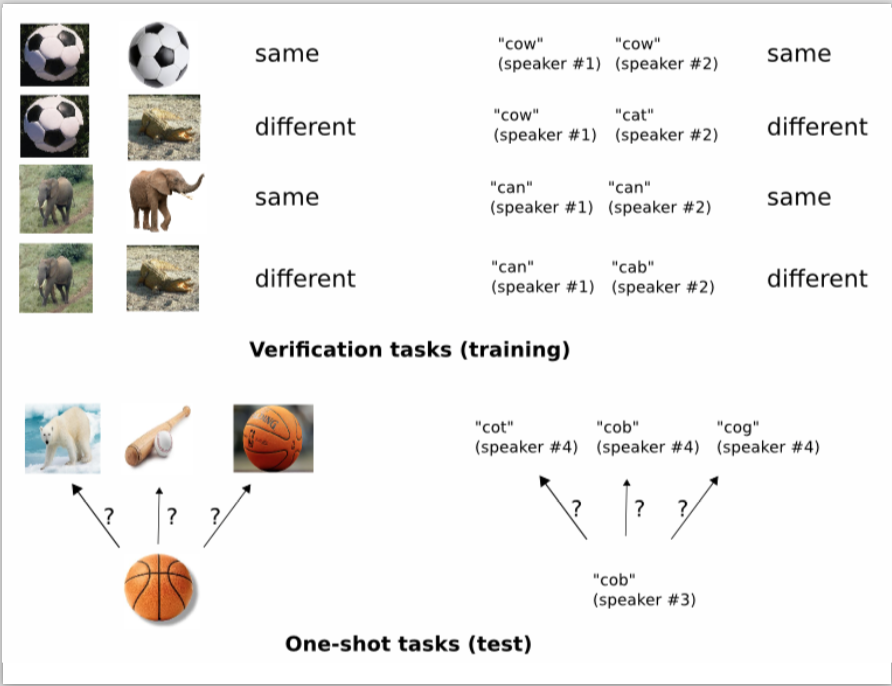 same
"cow" "cow"
(speaker #1) (speaker #2)
same
different
"cow" "cat"
(speaker #1) (speaker #2)
different
same
"can" "can"
(speaker #1) (speaker #2)
same
different
"can" "cab"
(speaker #1) (speaker #2)
different
Verification tasks (training)
"cot" "cob" "cog"
(speaker #4) (speaker #4) (speaker #4)
? ? ?
? ? ?
"cob"
(speaker #3)
One-shot tasks (test)